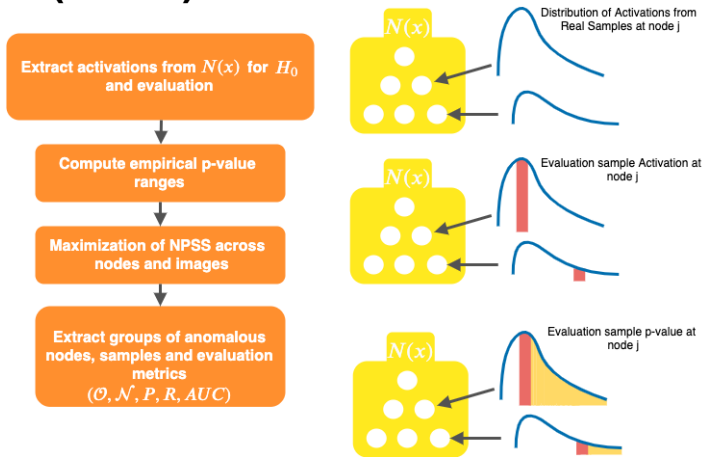 Extract activations from N(x) for H₀
and evaluation
Compute empirical p-value
ranges
Maximization of NPSS across
nodes and images
Extract groups of anomalous
nodes, samples and evaluation
metrics
(𝒪, 𝒩, P, R, AUC)
N(x)
Distribution of Activations from
Real Samples at node j
N(x)
Evaluation sample Activation at
node j
N(x)
Evaluation sample p-value at
node j